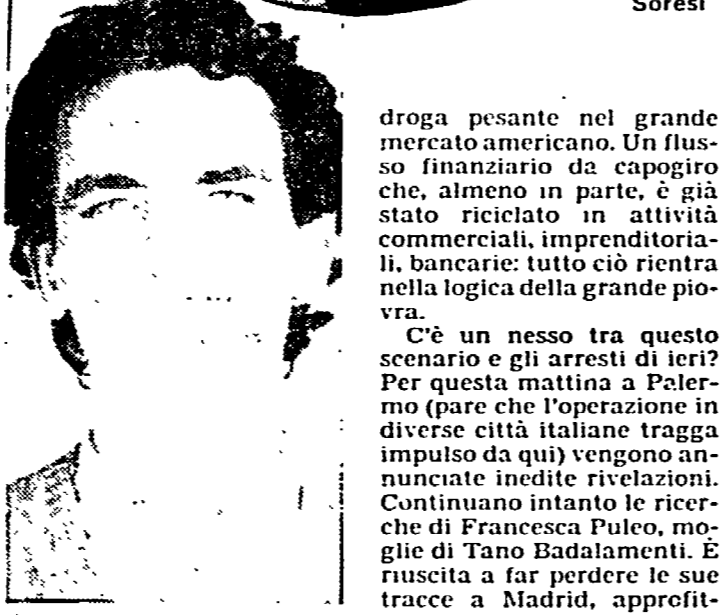 Soresi
droga pesante nel grande
mercato americano. Un flus-
so finanziario da capogiro
che, almeno in parte, è già
stato riciclato in attività
commerciali, imprenditoria-
li, bancarie: tutto ciò rientra
nella logica della grande pio-
vra.
C'è un nesso tra questo
scenario e gli arresti di ieri?
Per questa mattina a Paler-
mo (pare che l'operazione in
diverse città italiane tragga
impulso da qui) vengono an-
nunciate inedite rivelazioni.
Continuano intanto le ricer-
che di Francesca Puleo, mo-
glie di Tano Badalamenti. È
riuscita a far perdere le sue
tracce a Madrid, approfit-